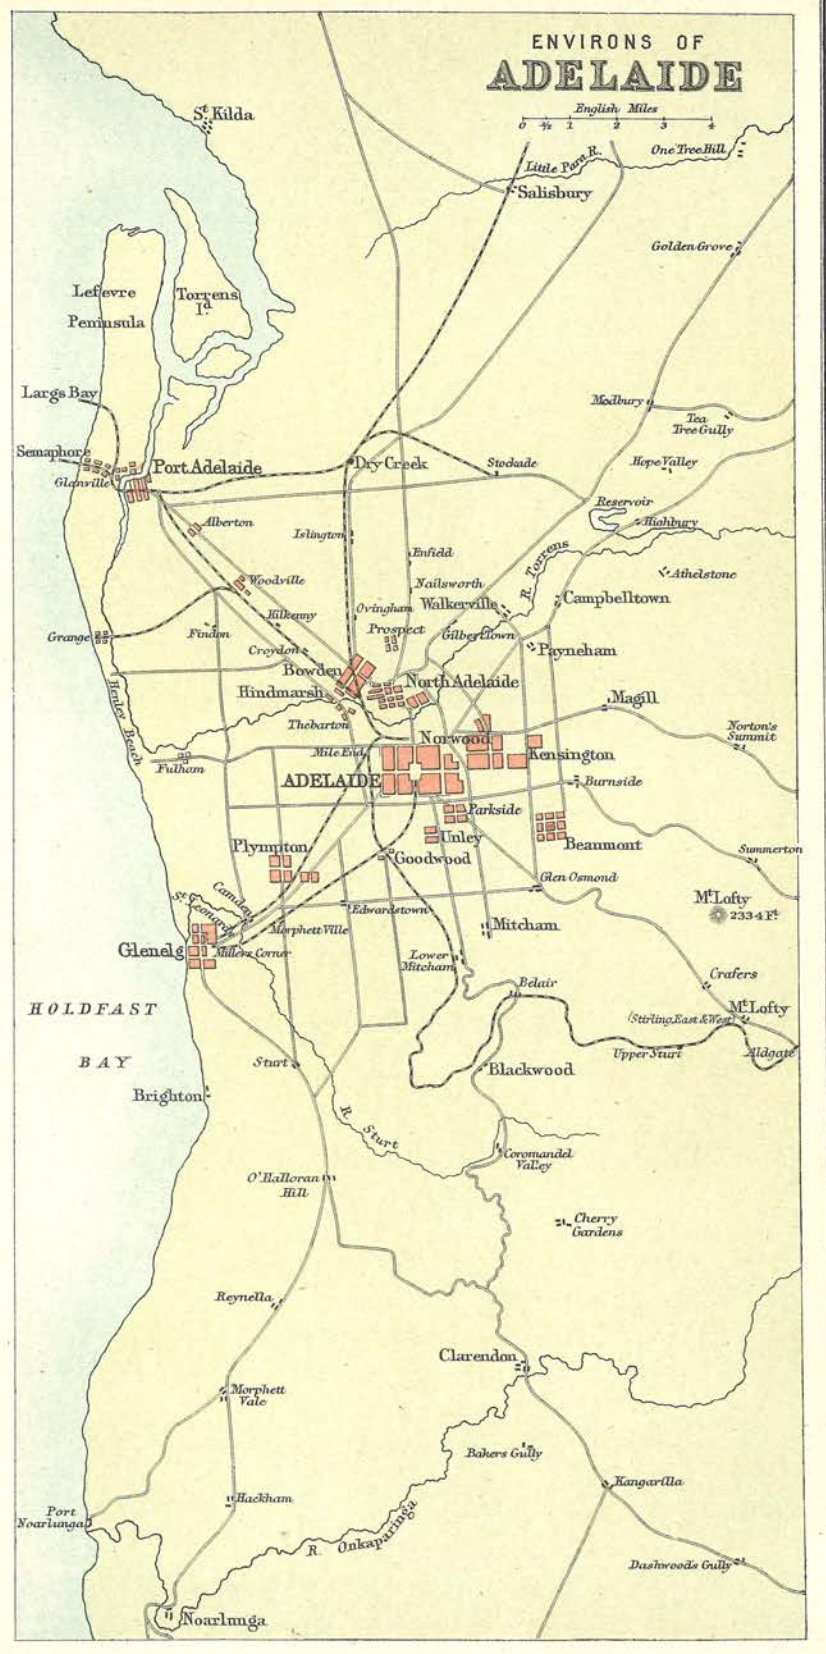 ENVIRONS OF
ADELAIDE
English Miles
0 ½ 1 2 3 4
St. Kilda
Little Para R.
One Tree Hill
Salisbury
Golden Grove
Lefevre
Peninsula
Torrens
Id.
Largs Bay
Modbury
Tea
Tree Gully
Semaphore
Port Adelaide
Dry Creek
Stockade
Hope Valley
Glanville
Reservoir
Alberton
Islington
Highbury
Enfield
R. Torrens
Athelstone
Woodville
Nailsworth
Kilkenny
Ovingham
Walkerville
Campbelltown
Grange
Findon
Prospect
Gilberttown
Croydon
Payneham
Bowden
North Adelaide
Hindmarsh
Henley Beach
Magill
Thebarton
Norwood
Norton's
Summit
Mile End
Kensington
Fulham
ADELAIDE
Burnside
Parkside
Unley
Beaumont
Plympton
Goodwood
Summerton
Glen Osmond
Camden
St. Leonards
Edwardstown
Mt. Lofty
2334 Ft.
Morphett Ville
Mitcham
Glenelg
Millers Corner
Lower
Mitcham
Crafers
Belair
HOLDFAST
BAY
Mt. Lofty
(Stirling, East & West)
Upper Sturt
Aldgate
Sturt
Blackwood
Brighton
R. Sturt
Coromandel
Valley
O'Halloran
Hill
Cherry
Gardens
Reynella
Clarendon
Morphett
Vale
Bakers Gully
Kangarilla
Hackham
Port
Noarlunga
R. Onkaparinga
Dashwood's Gully
Noarlunga